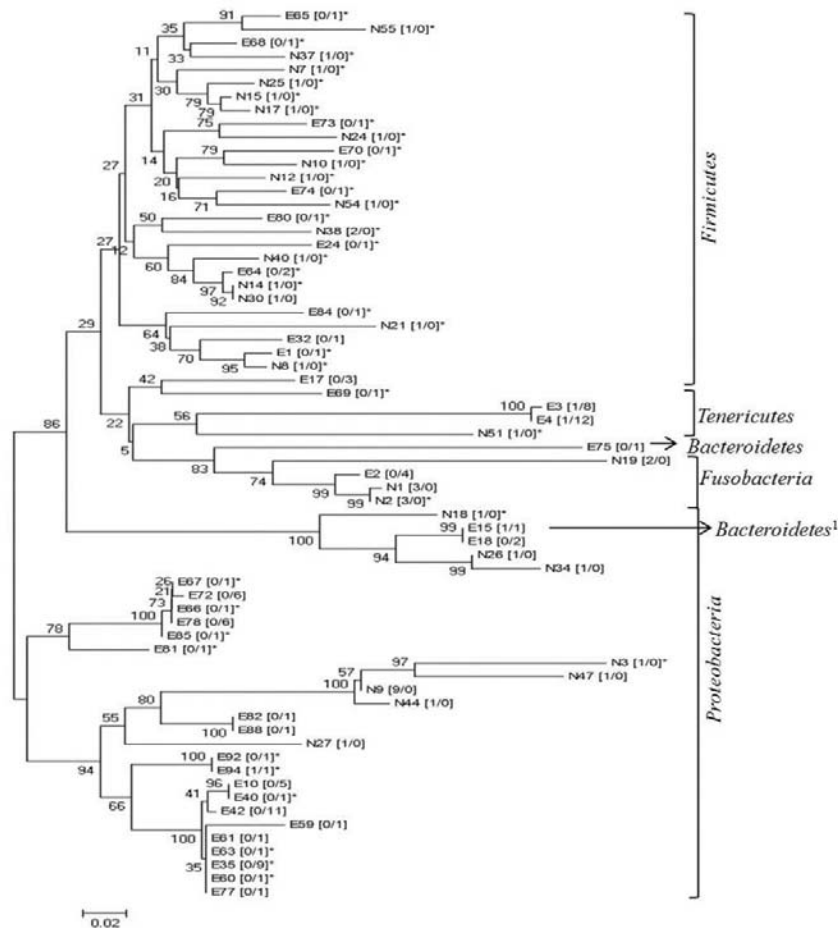 91
E65 [0/1]*
35
N55 [1/0]*
E68 [0/1]*
11
33
N37 [1/0]*
N7 [1/0]*
30
N25 [1/0]*
N15 [1/0]*
79
N17 [1/0]*
79
31
E73 [0/1]*
75
N24 [1/0]*
14
E70 [0/1]*
79
N10 [1/0]*
N12 [1/0]*
20
E74 [0/1]*
16
71
N54 [1/0]*
27
E80 [0/1]*
50
N38 [2/0]*
27
12
E24 [0/1]*
60
N40 [1/0]*
84
E64 [0/2]*
97
N14 [1/0]*
92
N30 [1/0]
E84 [0/1]*
64
N21 [1/0]*
29
38
E32 [0/1]
70
E1 [0/1]*
95
N8 [1/0]*
Firmicutes
42
E17 [0/3]
E69 [0/1]*
22
100
E3 [1/8]
56
E4 [1/12]
N51 [1/0]*
Tenericutes
86
5
E75 [0/1]
Bacteroidetes
83
N19 [2/0]
74
E2 [0/4]
99
N1 [3/0]
99
N2 [3/0]*
Fusobacteria
N18 [1/0]*
100
99
E15 [1/1]
Bacteroidetes1
E18 [0/2]
94
N26 [1/0]
99
N34 [1/0]
26
E67 [0/1]*
21
E72 [0/6]
73
E66 [0/1]*
100
E78 [0/6]
E85 [0/1]*
78
E81 [0/1]*
97
N3 [1/0]*
57
N47 [1/0]
100
N9 [9/0]
80
N44 [1/0]
55
E82 [0/1]
100
E88 [0/1]
N27 [1/0]
94
100
E92 [0/1]*
E94 [1/1]*
66
96
E10 [0/5]
41
E40 [0/1]*
E42 [0/11]
100
E59 [0/1]
E61 [0/1]
E63 [0/1]*
35
E35 [0/9]*
E60 [0/1]*
E77 [0/1]
Proteobacteria
0.02